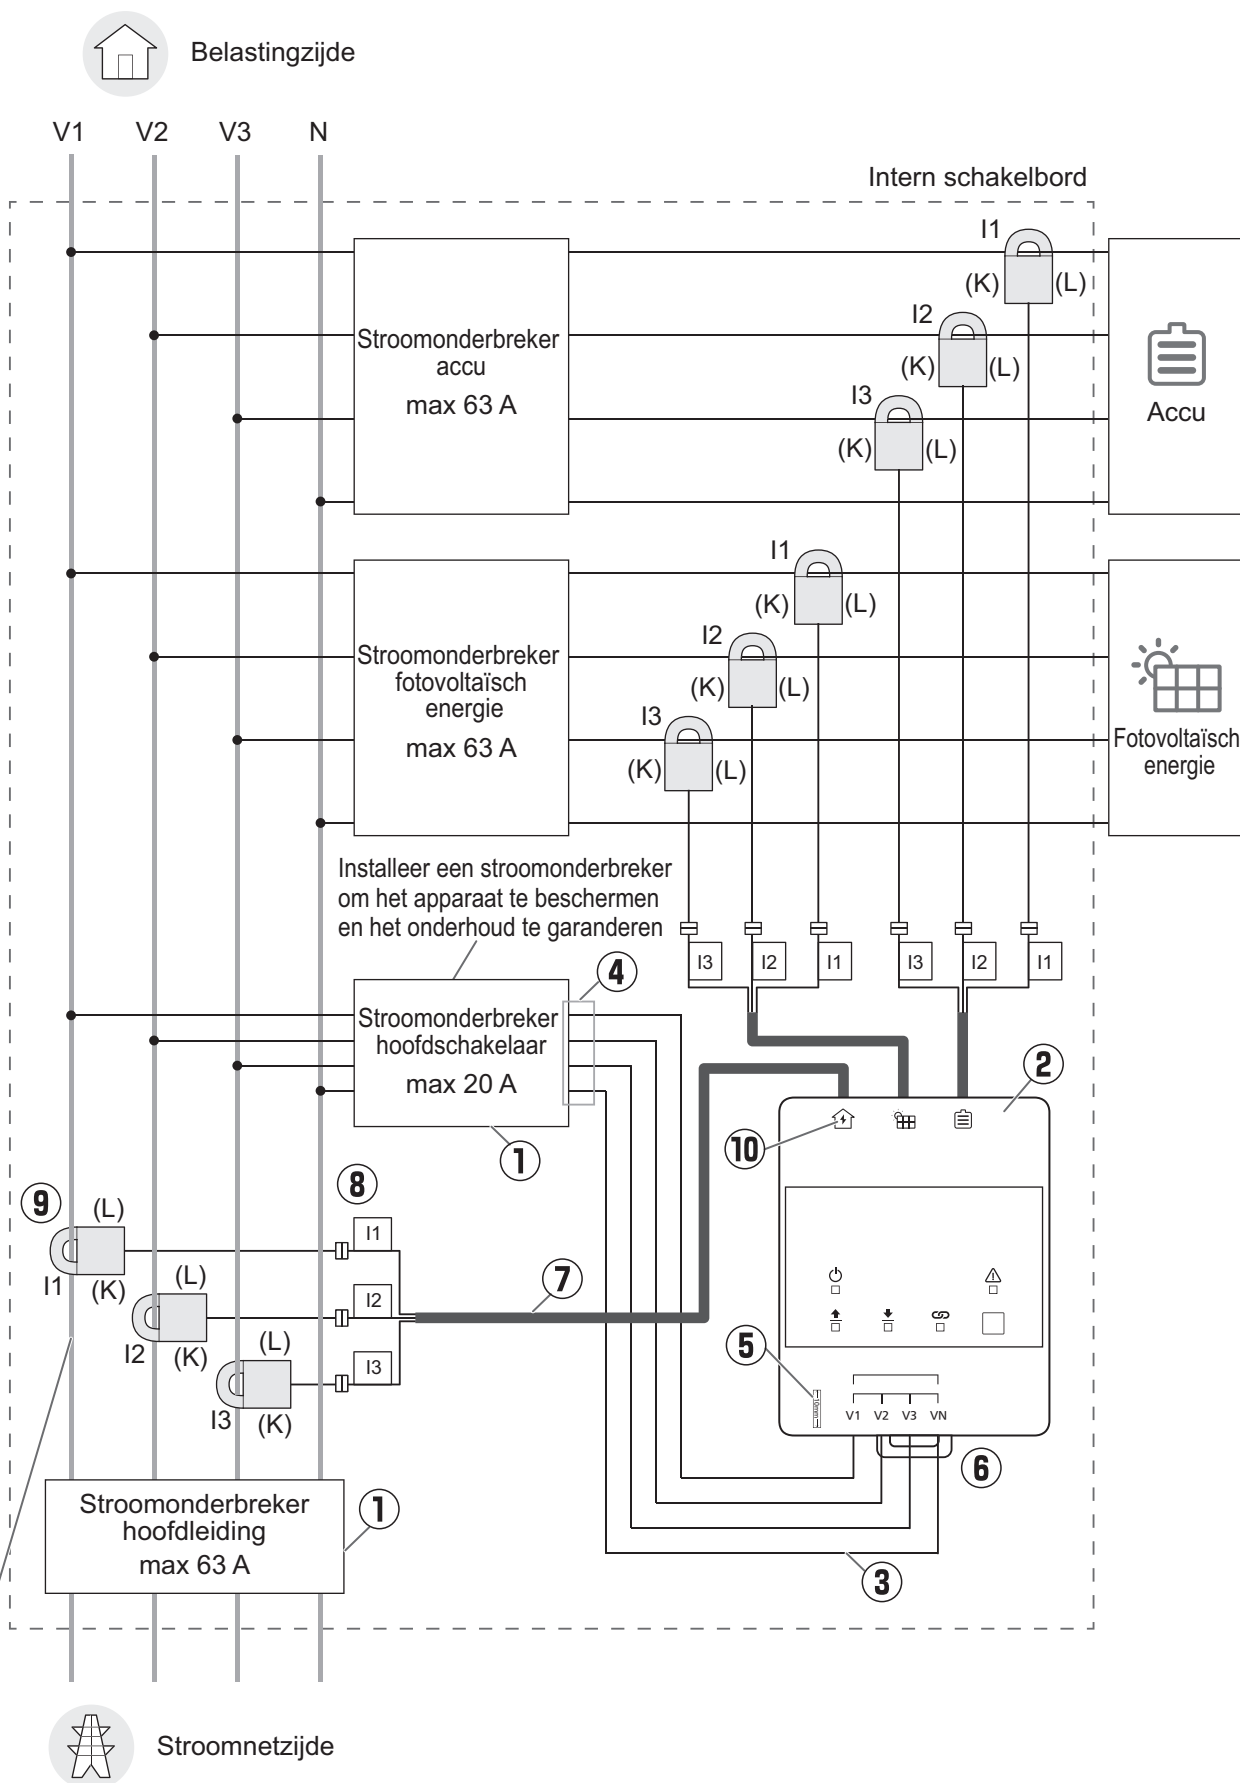 Belastingzijde
V1 V2 V3 N
Intern schakelbord
I1
(K) (L)
I2
(K) (L)
I3
(K) (L)
Stroomonderbreker
accu
max 63 A
Accu
I1
(K) (L)
I2
(K) (L)
I3
(K) (L)
Stroomonderbreker
fotovoltaïsch
energie
max 63 A
Fotovoltaïsch
energie
Installeer een stroomonderbreker
om het apparaat te beschermen
en het onderhoud te garanderen
I3 I2 I1 I3 I2 I1
4
Stroomonderbreker
hoofdschakelaar
max 20 A
1
2
10
8
9
(L)
I1 (K)
(L)
I2 (K)
(L)
I3 (K)
I1
I2
I3
7
5
10mm
V1 V2 V3 VN
6
Stroomonderbreker
hoofdleiding
max 63 A
1
3
Stroomnetzijde